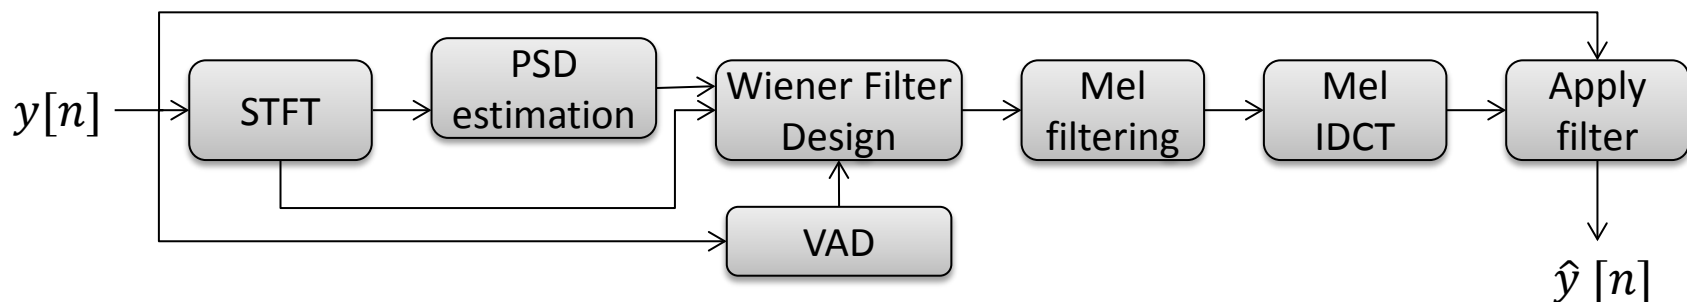 y[n]
STFT
PSD
estimation
Wiener Filter
Design
VAD
Mel
filtering
Mel
IDCT
Apply
filter
ŷ [n]